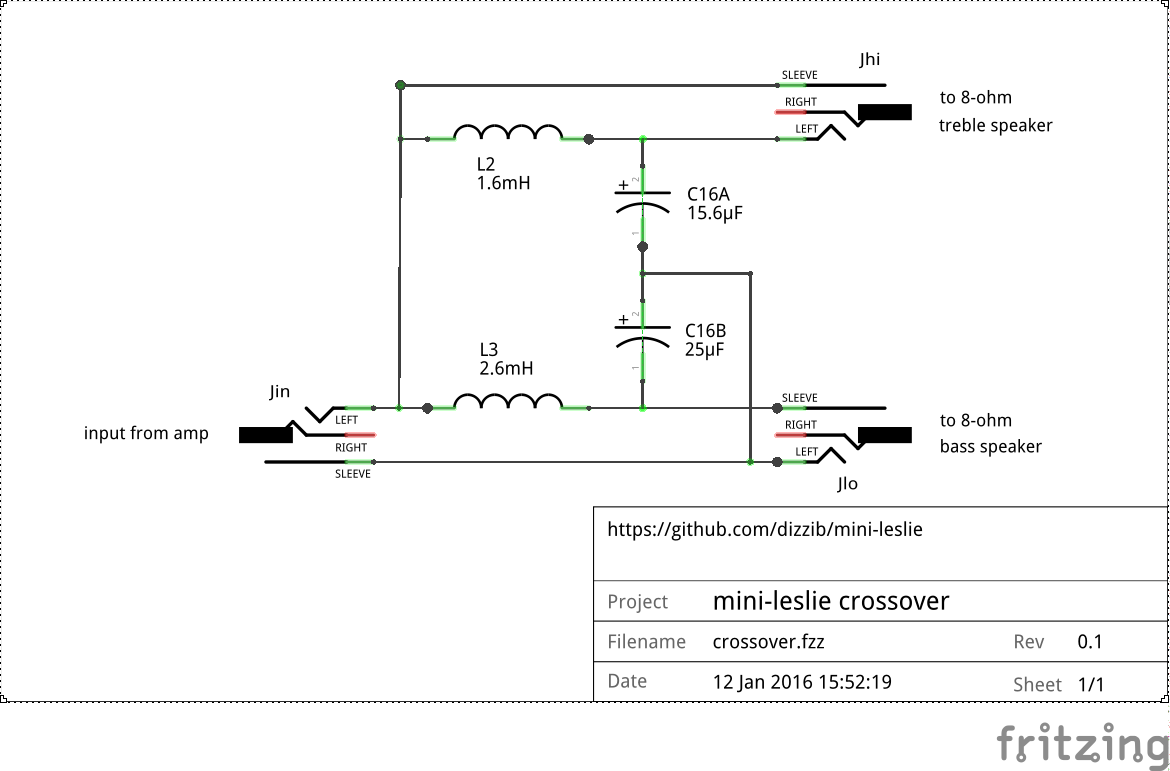 Jhi
SLEEVE
to 8-ohm
RIGHT
treble speaker
LEFT
L2
1.6mH
+
2
C16A
15.6µF
1
+
2
C16B
25µF
1
L3
2.6mH
Jin
LEFT
input from amp
RIGHT
SLEEVE
SLEEVE
to 8-ohm
RIGHT
bass speaker
LEFT
Jlo
https://github.com/dizzib/mini-leslie
Project mini-leslie crossover
Filename crossover.fzz Rev 0.1
Date 12 Jan 2016 15:52:19 Sheet 1/1
fritzing